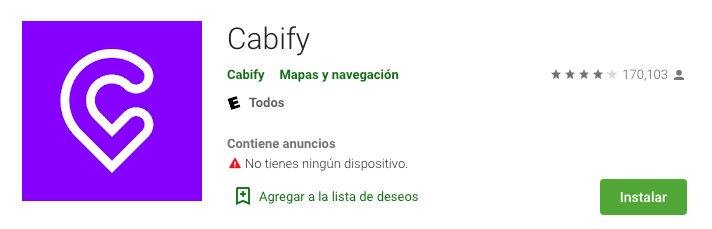 Cabify
Cabify Mapas y navegación 170,103
E Todos
Contiene anuncios
No tienes ningún dispositivo.
Agregar a la lista de deseos
Instalar